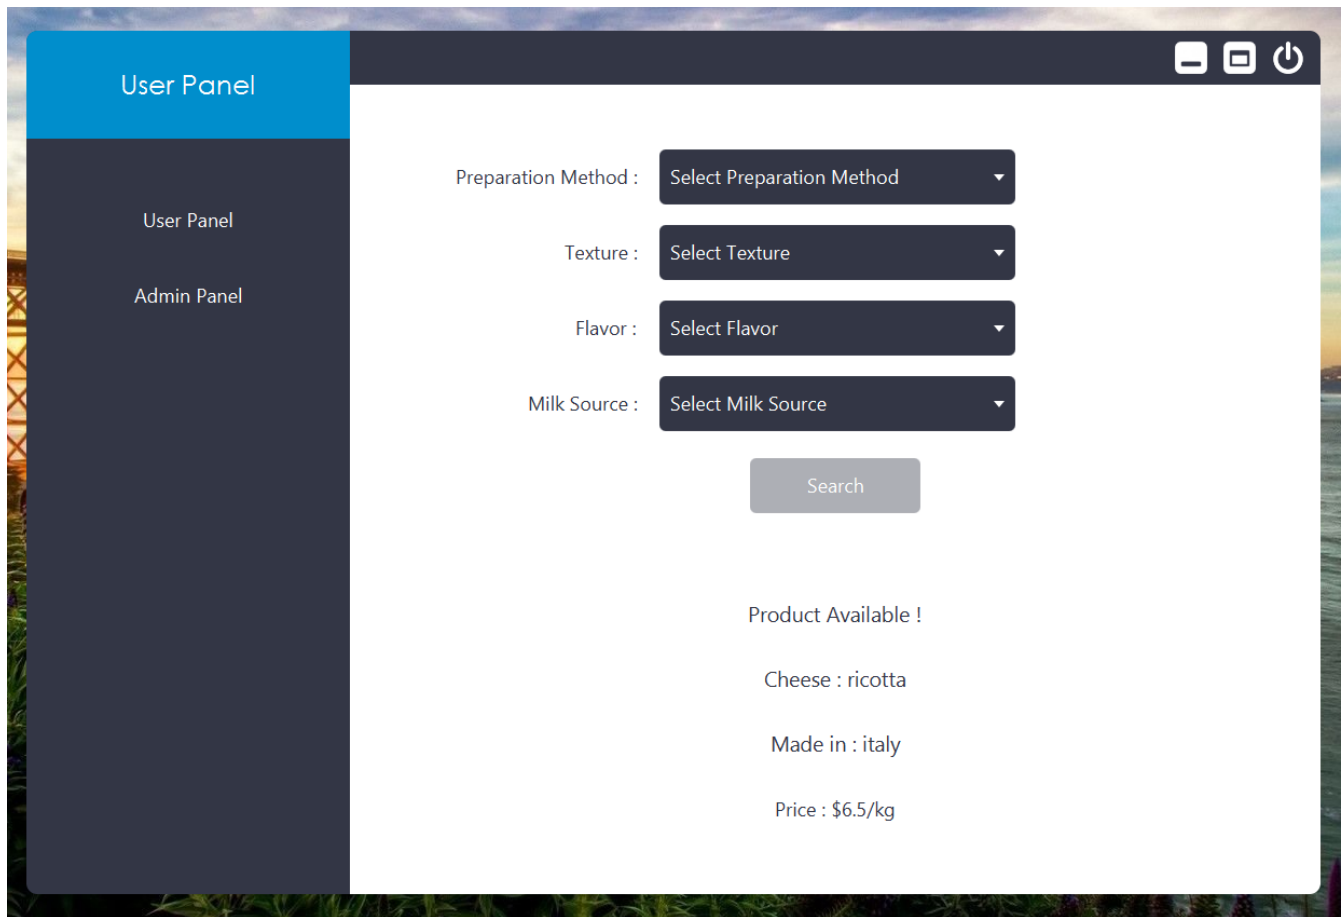 User Panel
User Panel
Admin Panel
Preparation Method : Select Preparation Method
Texture : Select Texture
Flavor : Select Flavor
Milk Source : Select Milk Source
Search
Product Available !
Cheese : ricotta
Made in : italy
Price : $6.5/kg